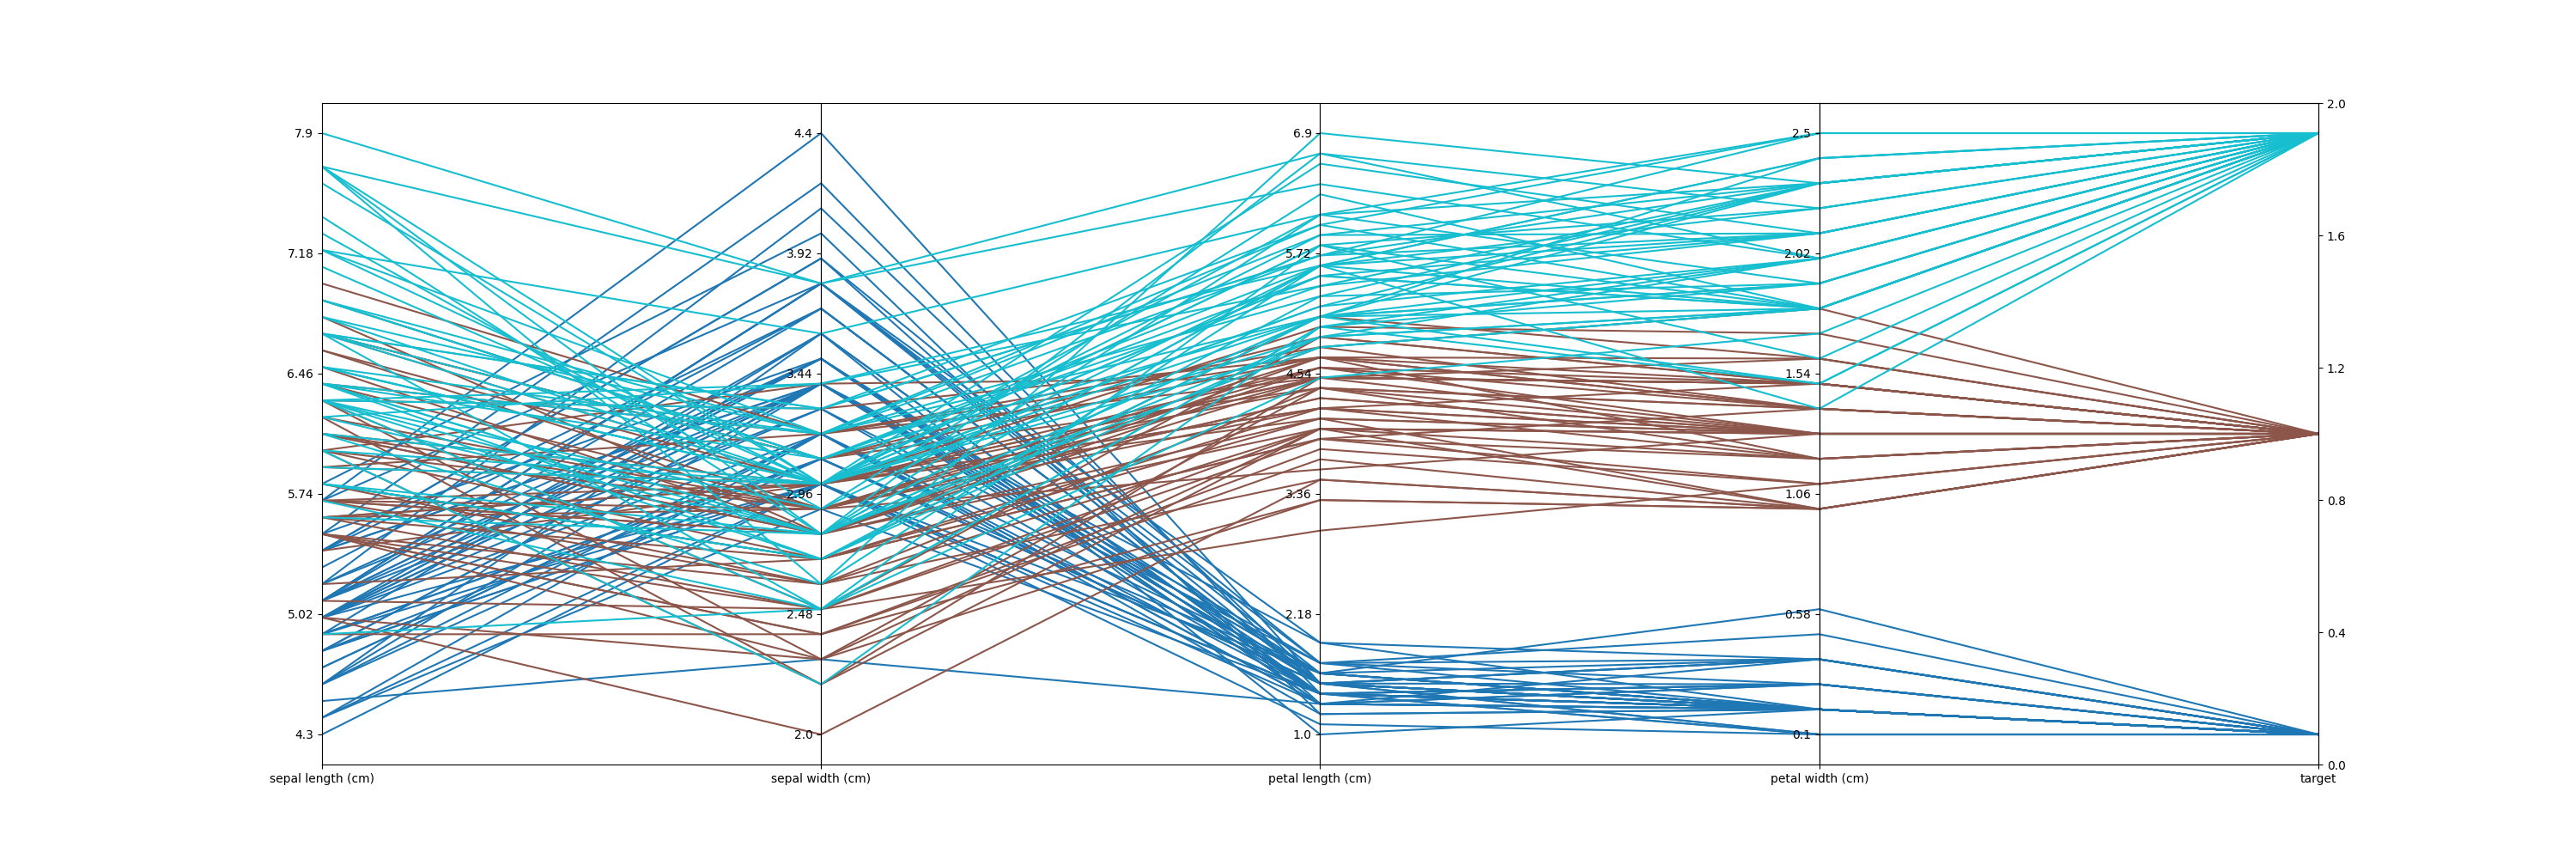 2.0
7.9 4.4 6.9 2.5
1.6
7.18 3.92 5.72 2.02
1.2
6.46 3.44 4.54 1.54
0.8
5.74 2.96 3.36 1.06
5.02 2.48 2.18 0.58
0.4
4.3 2.0 1.0 0.1
0.0
sepal length (cm) sepal width (cm) petal length (cm) petal width (cm) target